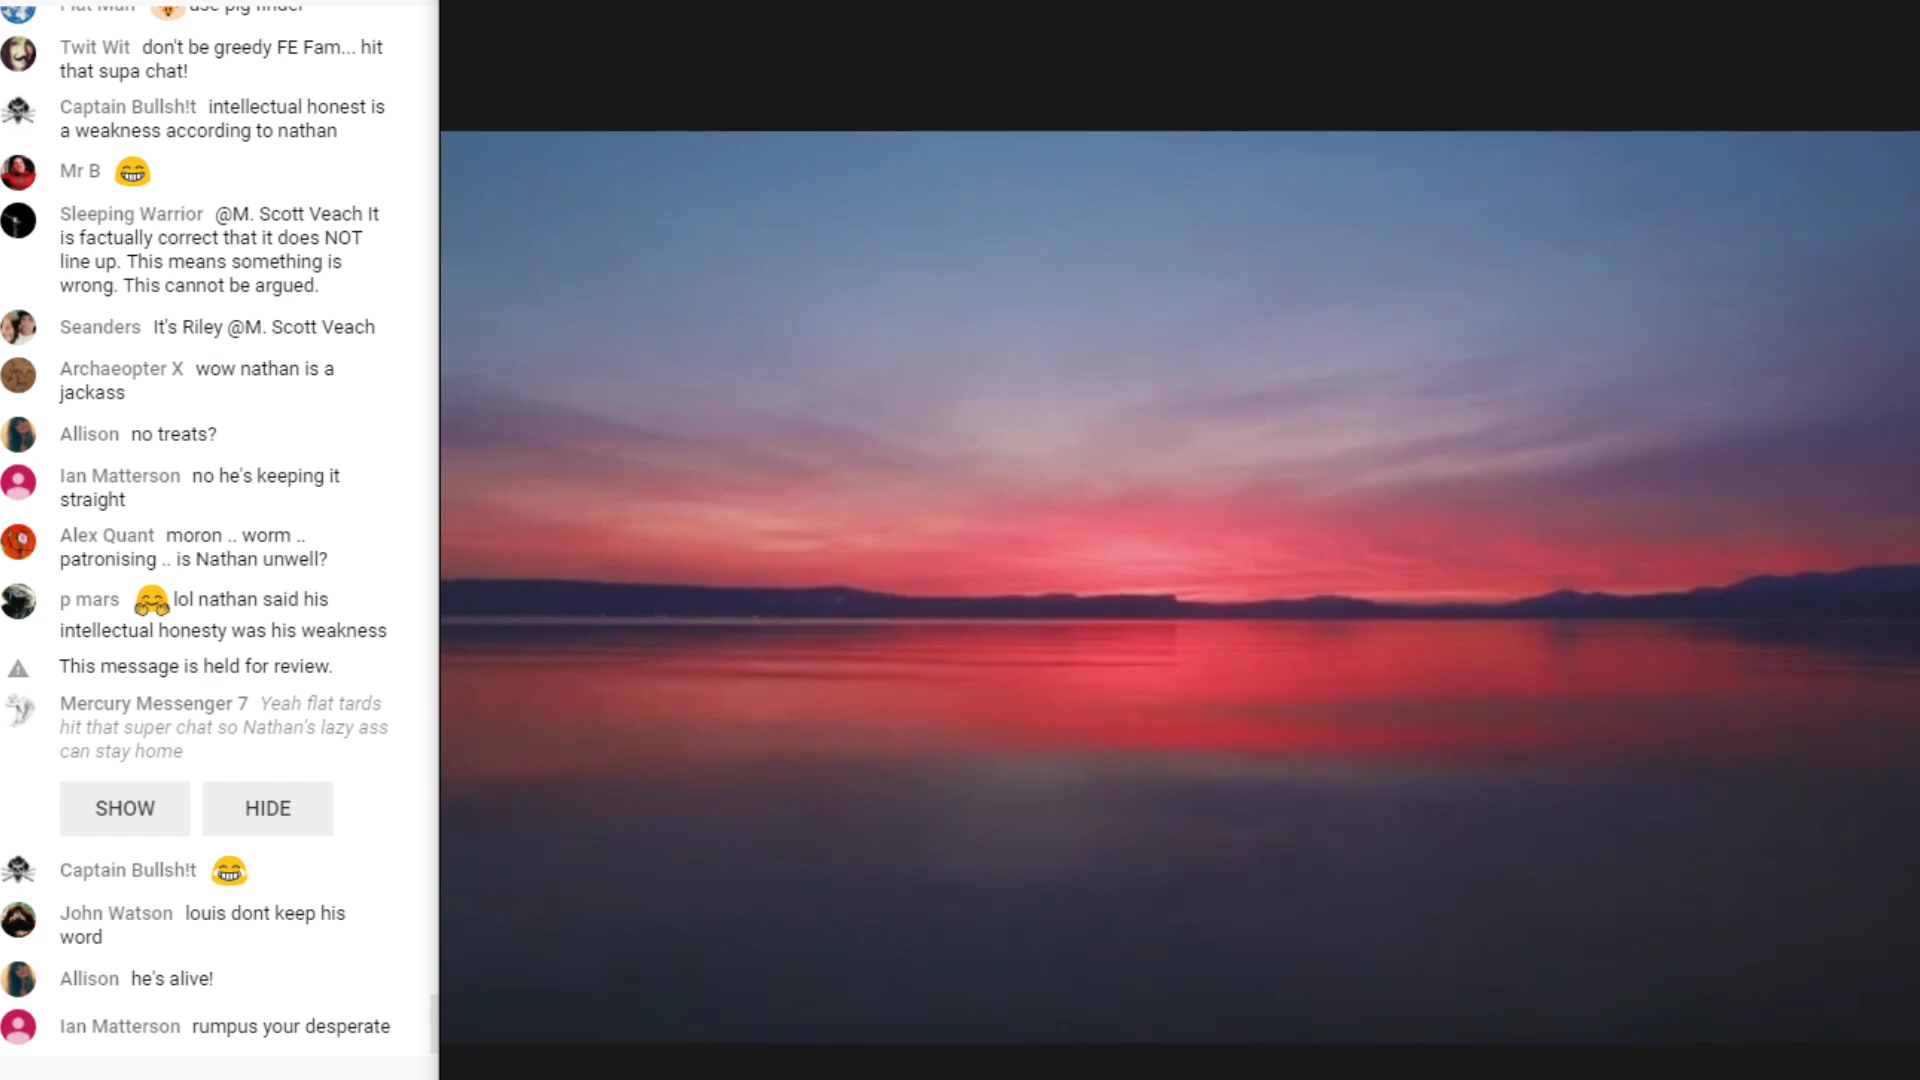 Flat Man use pig finder
Twit Wit don't be greedy FE Fam... hit
that supa chat!
Captain Bullsh!t intellectual honest is
a weakness according to nathan
Mr B
Sleeping Warrior @M. Scott Veach It
is factually correct that it does NOT
line up. This means something is
wrong. This cannot be argued.
Seanders It's Riley @M. Scott Veach
Archaeopter X wow nathan is a
jackass
Allison no treats?
Ian Matterson no he's keeping it
straight
Alex Quant moron .. worm ..
patronising .. is Nathan unwell?
p mars lol nathan said his
intellectual honesty was his weakness
This message is held for review.
Mercury Messenger 7 Yeah flat tards
hit that super chat so Nathan's lazy ass
can stay home
SHOW HIDE
Captain Bullsh!t
John Watson louis dont keep his
word
Allison he's alive!
Ian Matterson rumpus your desperate